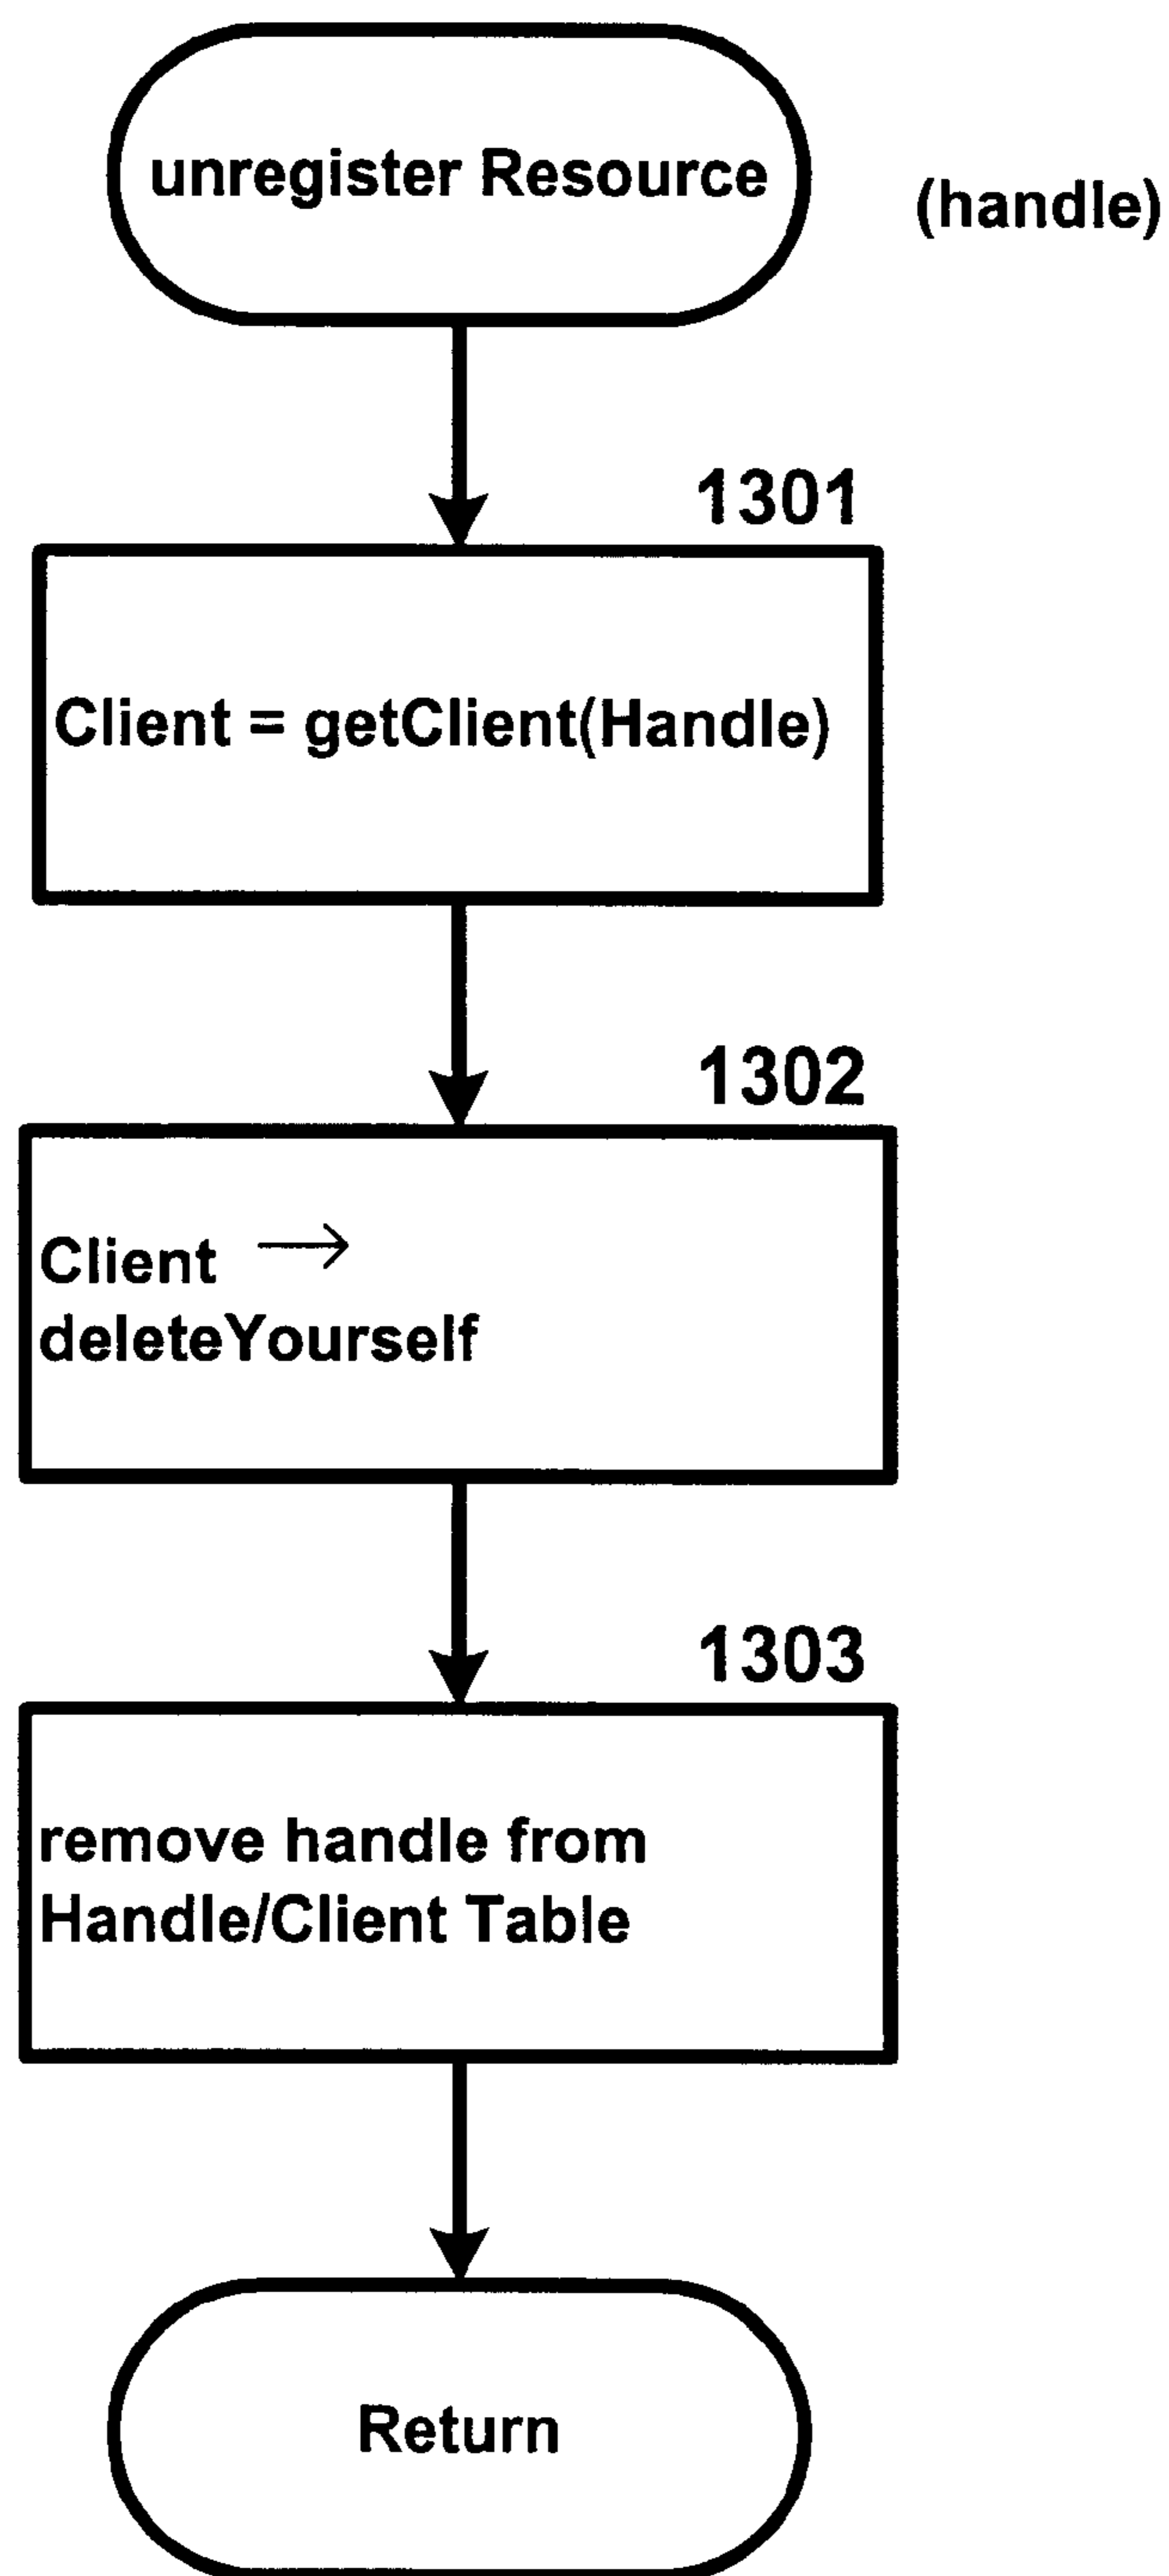 unregister Resource
(handle)
1301
Client = getClient(Handle)
1302
Client →
deleteYourself
1303
remove handle from
Handle/Client Table
Return